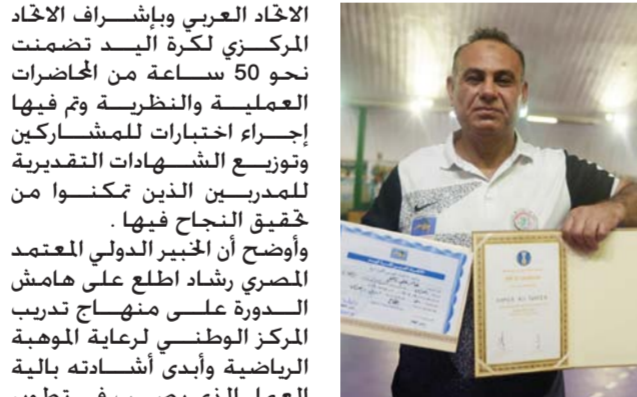 الاتحاد العربي وبإشراف الاتحاد
المركزي لكرة اليد تضمنت
نحو 50 ساعة من المحاضرات
العملية والنظرية وتم فيها
إجراء اختبارات للمشاركين
وتوزيع الشهادات التقديرية
للمدربين الذين تمكنوا من
تحقيق النجاح فيها .
وأوضح أن الخبير الدولي المعتمد
المصري رشاد اطلع على هامش
الدورة على منهاج تدريب
المركز الوطني لرعاية الموهبة
الرياضية وأبدى أشادته بالية